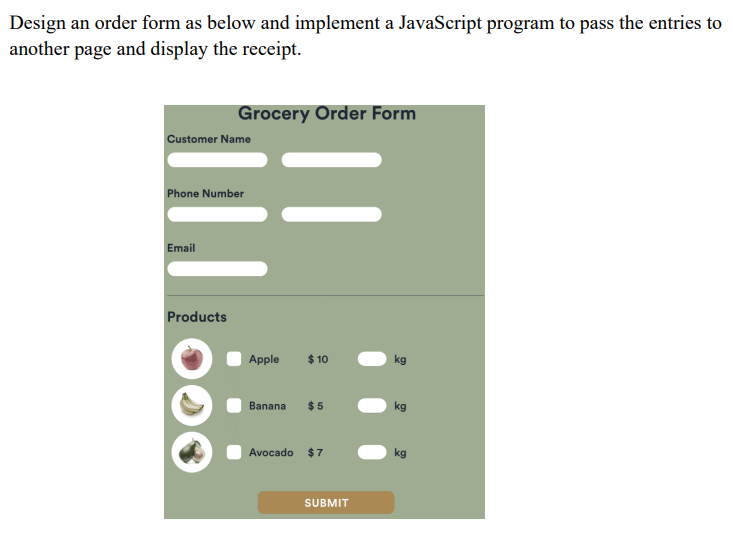 Design an order form as below and implement a JavaScript program to pass the entries to
another page and display the receipt.
Grocery Order Form
Customer Name
Phone Number
Email
Products
Apple $ 10 kg
Banana $ 5 kg
Avocado $ 7 kg
SUBMIT